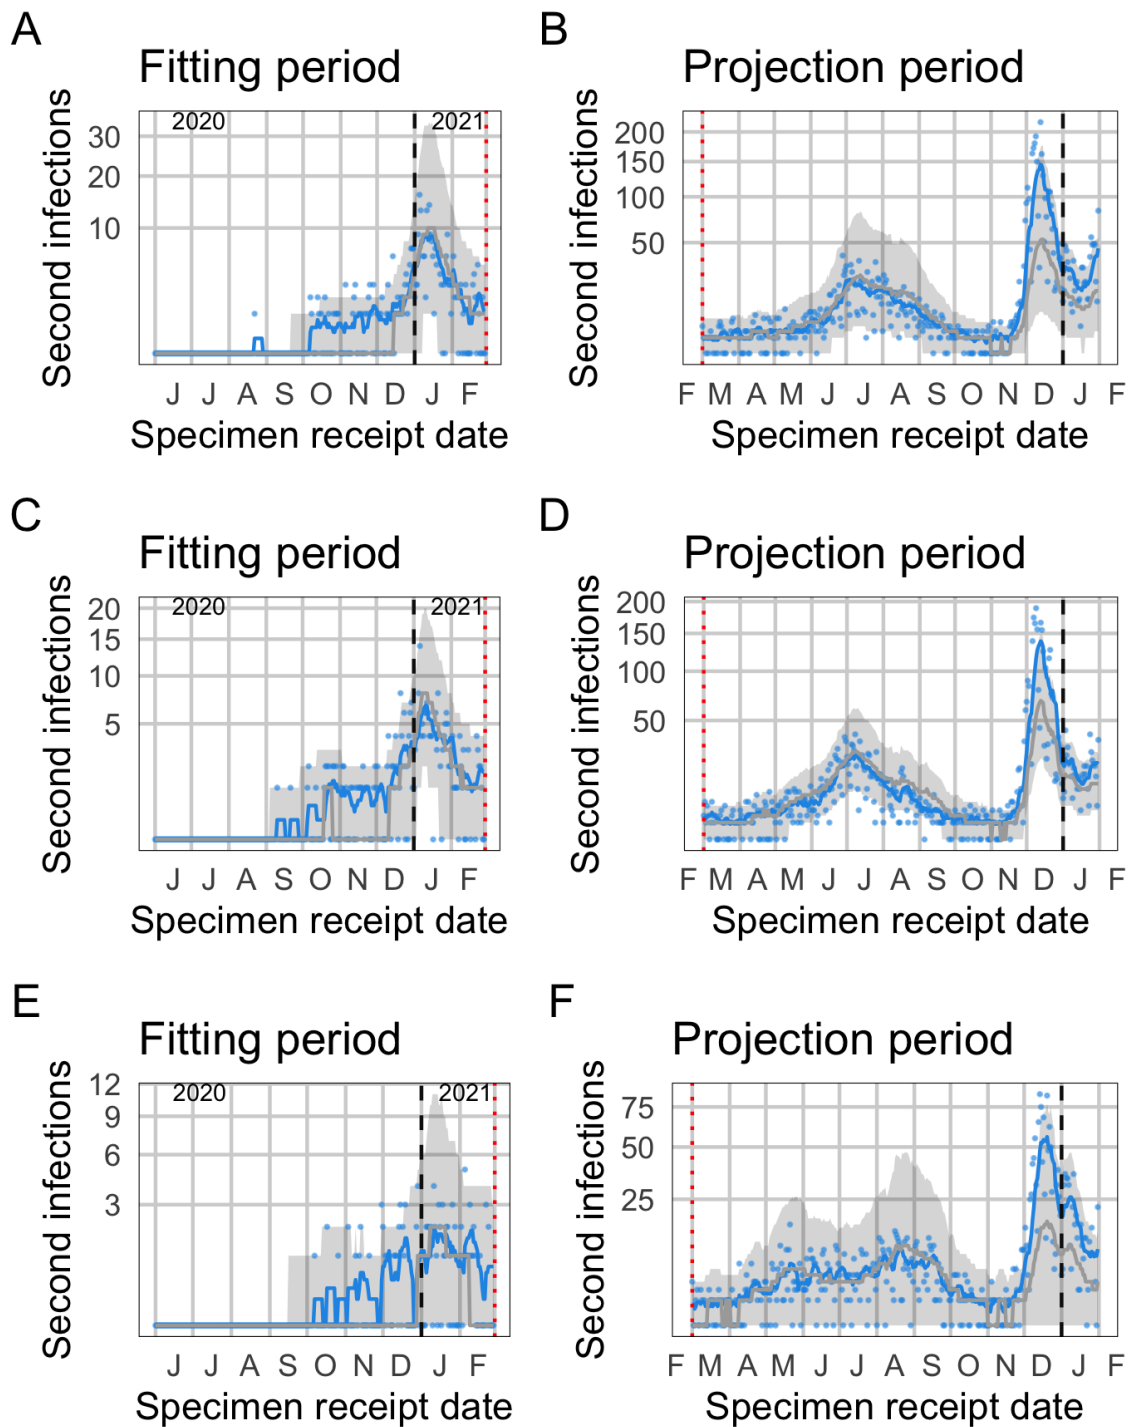 A
B
Fitting period
Projection period
Second infections
30
20
10
2020
2021
J J A S O N D J F
Specimen receipt date
Second infections
200
150
100
50
F M A M J J A S O N D J F
Specimen receipt date
C
D
Fitting period
Projection period
Second infections
20
15
10
5
2020
2021
J J A S O N D J F
Specimen receipt date
Second infections
200
150
100
50
F M A M J J A S O N D J F
Specimen receipt date
E
F
Fitting period
Projection period
Second infections
12
9
6
3
2020
2021
J J A S O N D J F
Specimen receipt date
Second infections
75
50
25
F M A M J J A S O N D J F
Specimen receipt date